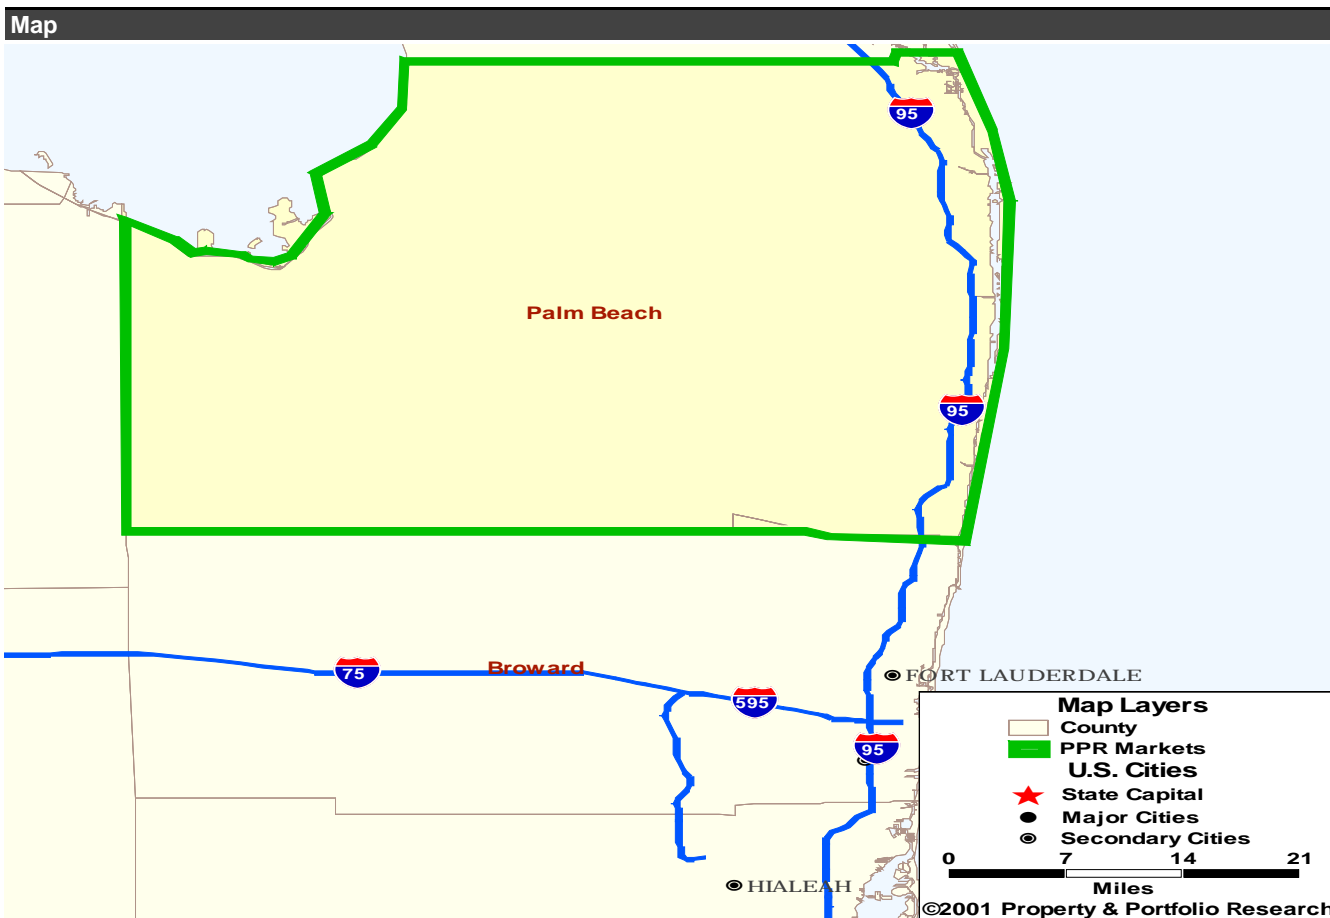 Map
95
Palm Beach
95
Broward
75
FORT LAUDERDALE
595
95
HIALEAH
Map Layers
County
PPR Markets
U.S. Cities
State Capital
Major Cities
Secondary Cities
0 7 14 21
Miles
©2001 Property & Portfolio Research